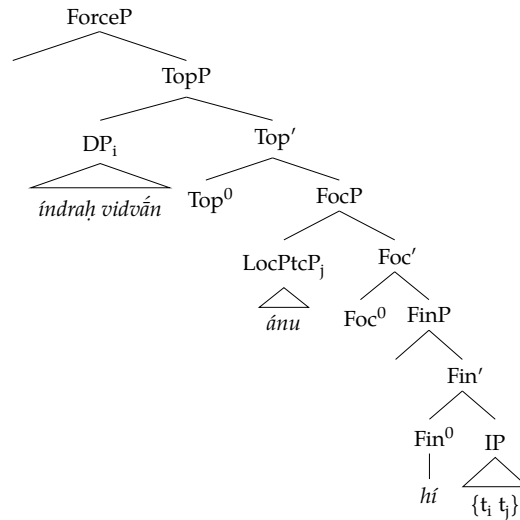 ForceP
TopP
DPi Top′
índraḥ vidvā́n Top0 FocP
LocPtcPj Foc′
ánu Foc0 FinP
Fin′
Fin0 IP
hí {ti tj}